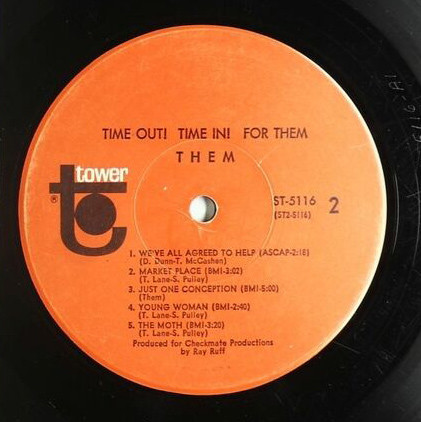 TIME OUT! TIME IN! FOR THEM
THEM
tower
®
ST-5116
(ST2-5116)
2
1. WE'VE ALL AGREED TO HELP (ASCAP-2:18)
(D. Dunn-T. McCashen)
2. MARKET PLACE (BMI-3:02)
(T. Lane-S. Pulley)
3. JUST ONE CONCEPTION (BMI-5:00)
(Them)
4. YOUNG WOMAN (BMI-2:40)
(T. Lane-S. Pulley)
5. THE MOTH (BMI-3:20)
(T. Lane-S. Pulley)
Produced for Checkmate Productions
by Ray Ruff